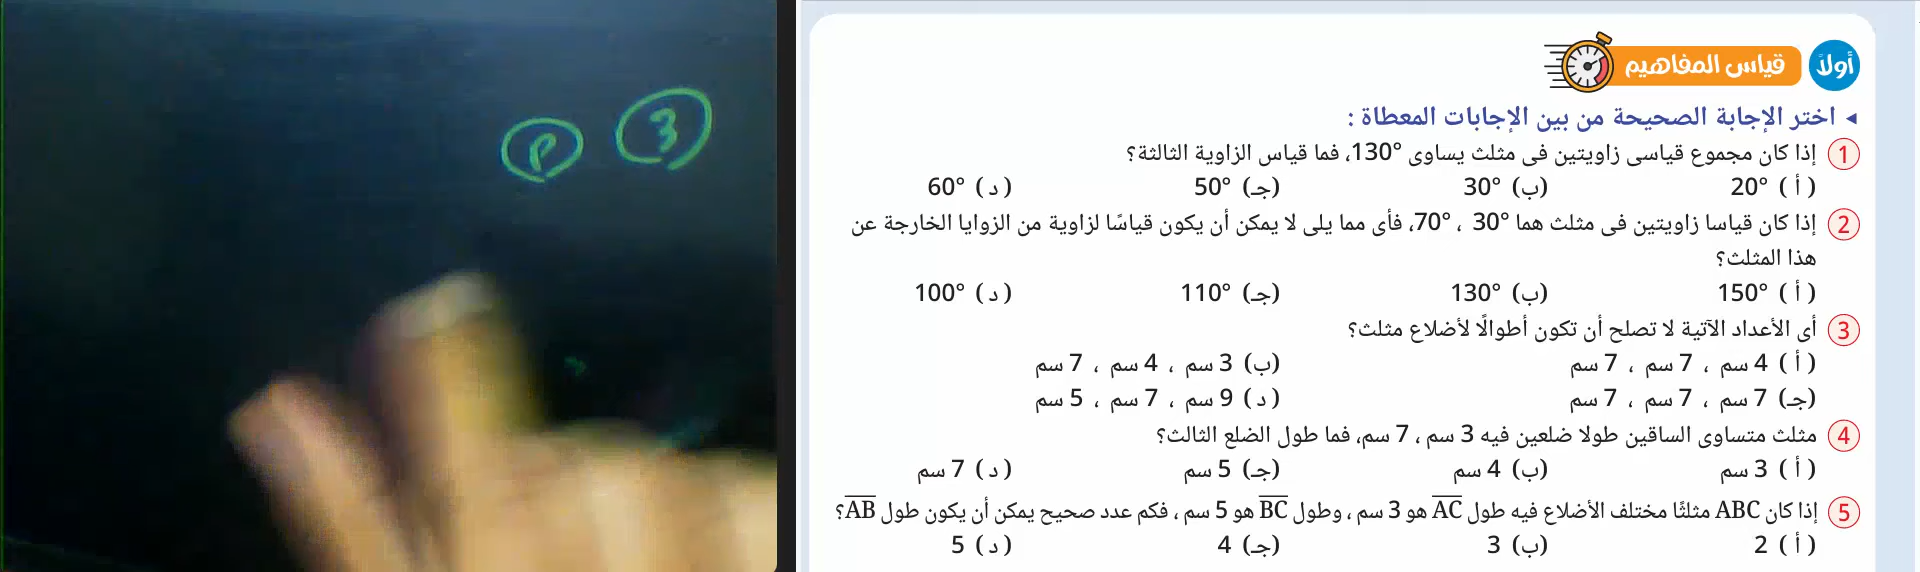 3 P
أولاً قياس المفاهيم
◂ اختر الإجابة الصحيحة من بين الإجابات المعطاة :
1 إذا كان مجموع قياسى زاويتين فى مثلث يساوى 130°، فما قياس الزاوية الثالثة؟
( أ ) 20° (ب) 30° (جـ) 50° ( د ) 60°
2 إذا كان قياسا زاويتين فى مثلث هما 30° ، 70°، فأى مما يلى لا يمكن أن يكون قياسًا لزاوية من الزوايا الخارجة عن
هذا المثلث؟
( أ ) 150° (ب) 130° (جـ) 110° ( د ) 100°
3 أى الأعداد الآتية لا تصلح أن تكون أطوالًا لأضلاع مثلث؟
( أ ) 4 سم ، 7 سم ، 7 سم (ب) 3 سم ، 4 سم ، 7 سم
(جـ) 7 سم ، 7 سم ، 7 سم ( د ) 9 سم ، 7 سم ، 5 سم
4 مثلث متساوى الساقين طولا ضلعين فيه 3 سم ، 7 سم، فما طول الضلع الثالث؟
( أ ) 3 سم (ب) 4 سم (جـ) 5 سم ( د ) 7 سم
5 إذا كان ABC مثلثًا مختلف الأضلاع فيه طول AC هو 3 سم ، وطول BC هو 5 سم ، فكم عدد صحيح يمكن أن يكون طول AB؟
( أ ) 2 (ب) 3 (جـ) 4 ( د ) 5